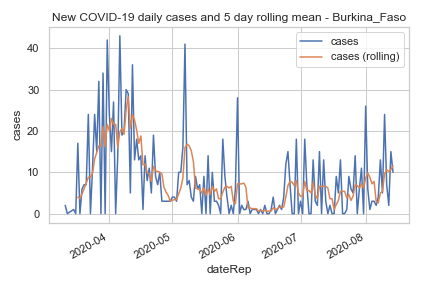 New COVID-19 daily cases and 5 day rolling mean - Burkina_Faso
cases
cases (rolling)
cases
40
30
20
10
0
2020-04
2020-05
2020-06
2020-07
2020-08
dateRep